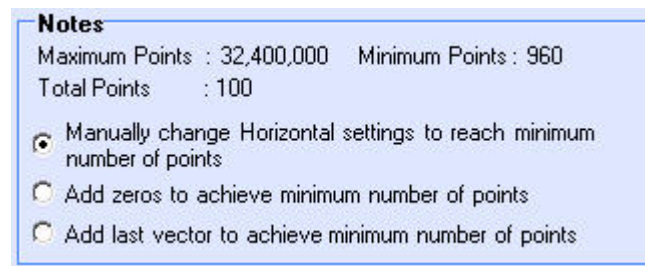 Notes
Maximum Points : 32,400,000 Minimum Points : 960
Total Points : 100
Manually change Horizontal settings to reach minimum
number of points
Add zeros to achieve minimum number of points
Add last vector to achieve minimum number of points